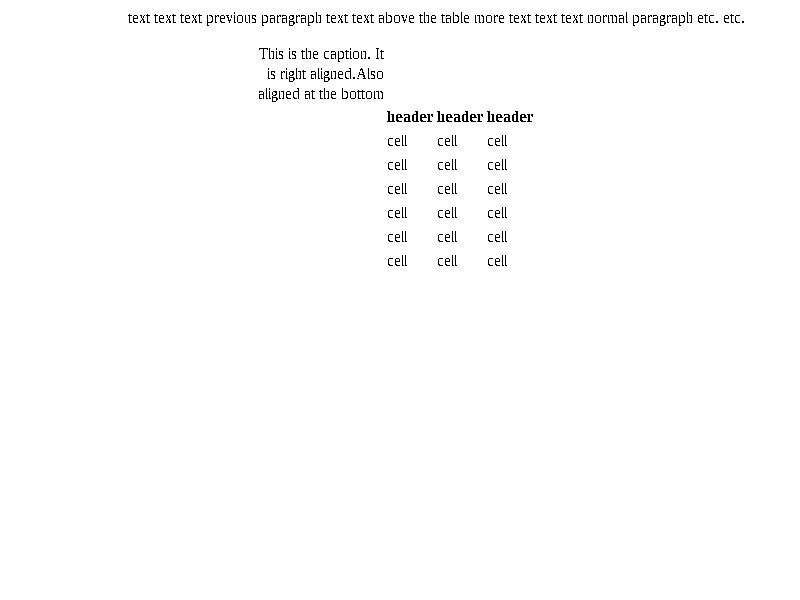 text text text previous paragraph text text above the table more text text text normal paragraph etc. etc.
This is the caption. It
is right aligned.Also
aligned at the bottom
header header header
cell cell cell
cell cell cell
cell cell cell
cell cell cell
cell cell cell
cell cell cell